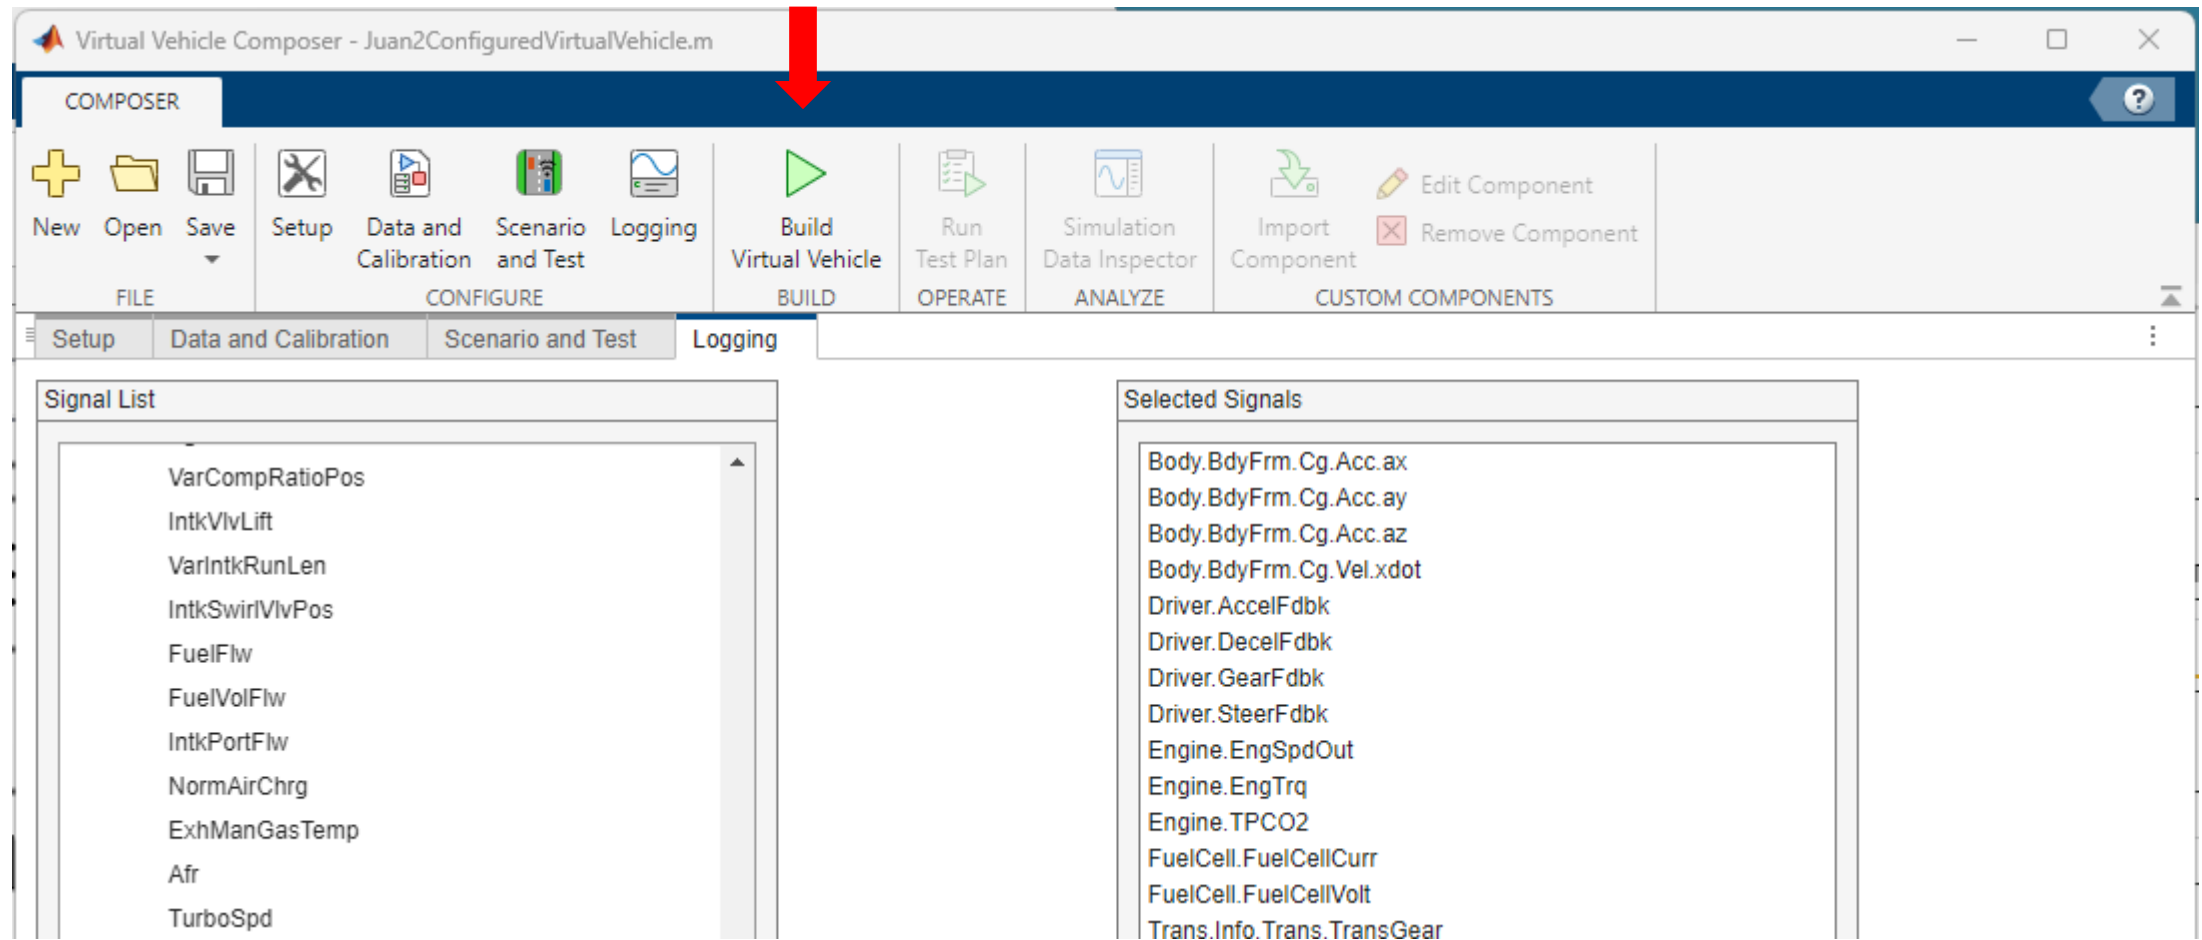 Virtual Vehicle Composer - Juan2ConfiguredVirtualVehicle.m
COMPOSER
New
Open
Save
Setup
Data and
Calibration
Scenario
and Test
Logging
Build
Virtual Vehicle
Run
Test Plan
Simulation
Data Inspector
Import
Component
Edit Component
Remove Component
FILE
CONFIGURE
BUILD
OPERATE
ANALYZE
CUSTOM COMPONENTS
Setup
Data and Calibration
Scenario and Test
Logging
Signal List
VarCompRatioPos
IntkVlvLift
VarIntkRunLen
IntkSwirlVlvPos
FuelFlw
FuelVolFlw
IntkPortFlw
NormAirChrg
ExhManGasTemp
Afr
TurboSpd
Selected Signals
Body.BdyFrm.Cg.Acc.ax
Body.BdyFrm.Cg.Acc.ay
Body.BdyFrm.Cg.Acc.az
Body.BdyFrm.Cg.Vel.xdot
Driver.AccelFdbk
Driver.DecelFdbk
Driver.GearFdbk
Driver.SteerFdbk
Engine.EngSpdOut
Engine.EngTrq
Engine.TPCO2
FuelCell.FuelCellCurr
FuelCell.FuelCellVolt
Trans.Info.Trans.TransGear